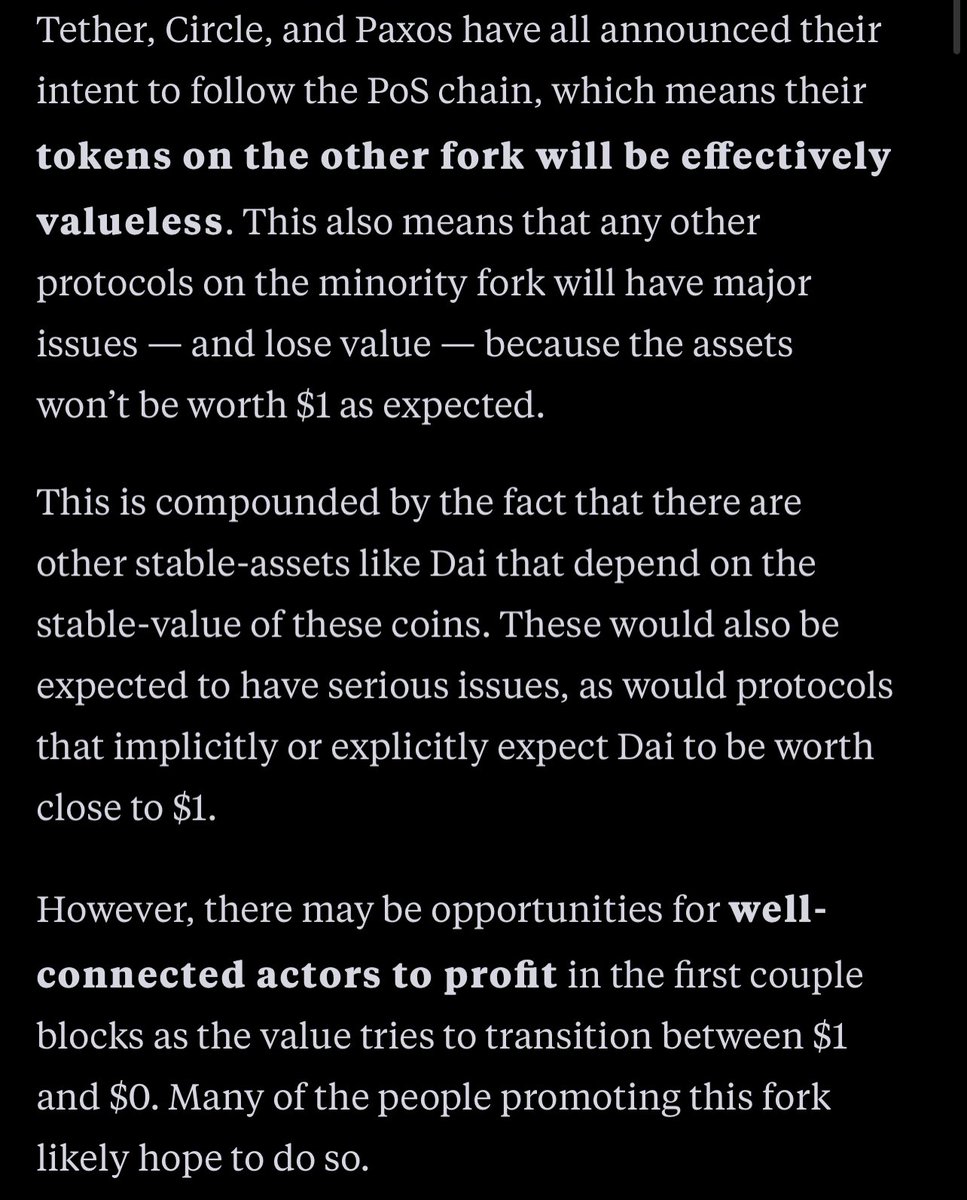 Tether, Circle, and Paxos have all announced their
intent to follow the PoS chain, which means their
tokens on the other fork will be effectively
valueless. This also means that any other
protocols on the minority fork will have major
issues — and lose value — because the assets
won’t be worth $1 as expected.
This is compounded by the fact that there are
other stable-assets like Dai that depend on the
stable-value of these coins. These would also be
expected to have serious issues, as would protocols
that implicitly or explicitly expect Dai to be worth
close to $1.
However, there may be opportunities for well-
connected actors to profit in the first couple
blocks as the value tries to transition between $1
and $0. Many of the people promoting this fork
likely hope to do so.